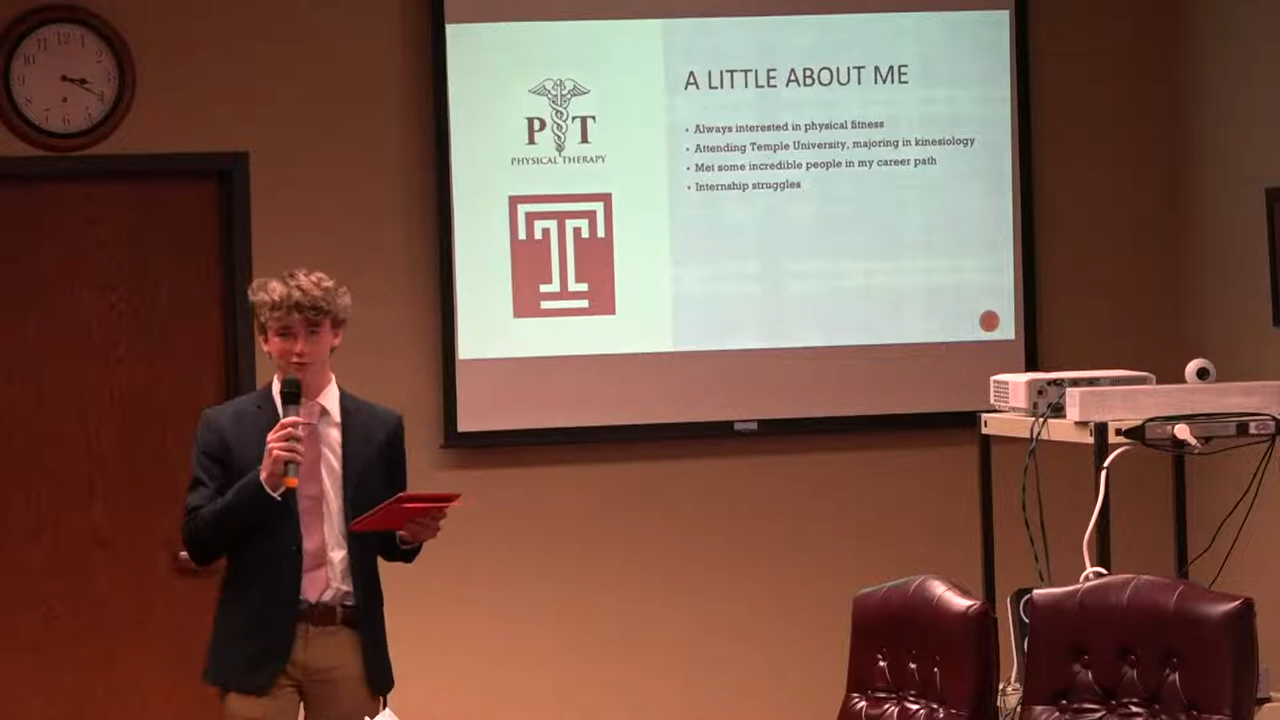 A LITTLE ABOUT ME
P T
PHYSICAL THERAPY
• Always interested in physical fitness
• Attending Temple University, majoring in kinesiology
• Met some incredible people in my career path
• Internship struggles
T